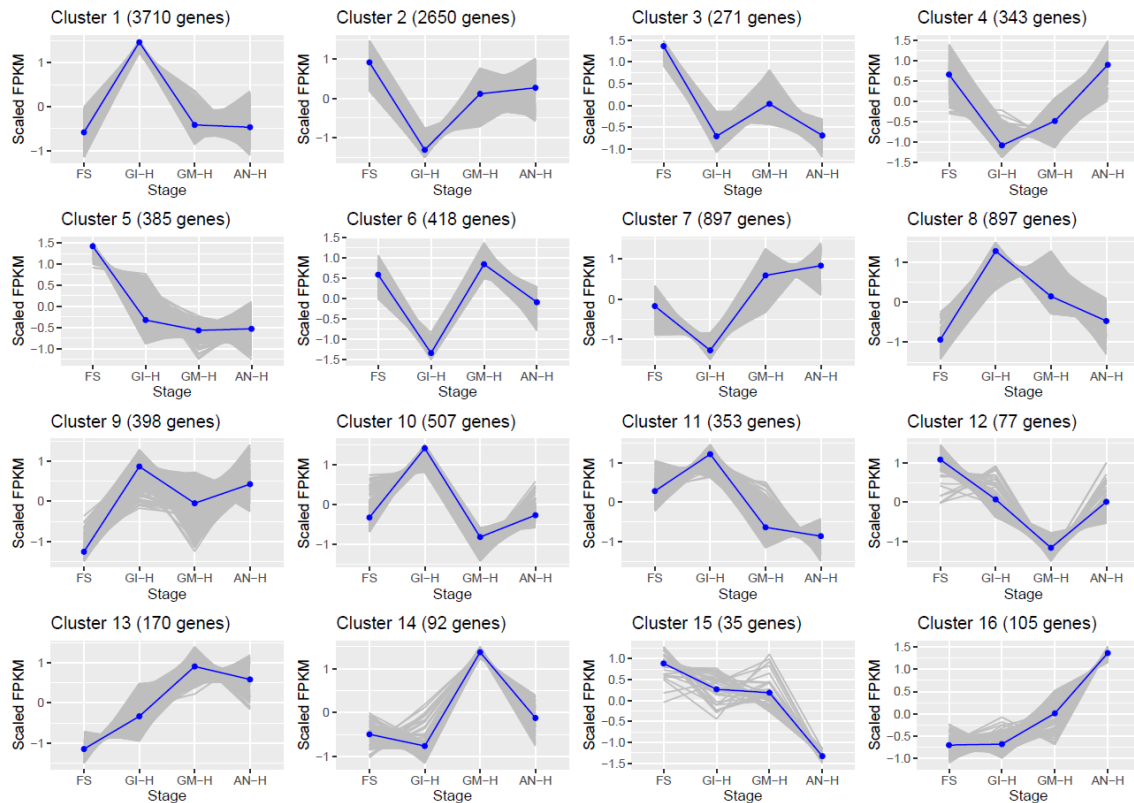 Cluster 1 (3710 genes)
Cluster 2 (2650 genes)
Cluster 3 (271 genes)
Cluster 4 (343 genes)
Scaled FPKM
1
0
−1
Scaled FPKM
1
0
−1
Scaled FPKM
1.5
1.0
0.5
0.0
−0.5
−1.0
Scaled FPKM
1.5
1.0
0.5
0.0
−0.5
−1.0
−1.5
FS GI−H GM−H AN−H
FS GI−H GM−H AN−H
FS GI−H GM−H AN−H
FS GI−H GM−H AN−H
Stage
Stage
Stage
Stage
Cluster 5 (385 genes)
Cluster 6 (418 genes)
Cluster 7 (897 genes)
Cluster 8 (897 genes)
Scaled FPKM
1.5
1.0
0.5
0.0
−0.5
−1.0
Scaled FPKM
1.5
1.0
0.5
0.0
−0.5
−1.0
−1.5
Scaled FPKM
1
0
−1
Scaled FPKM
1
0
−1
FS GI−H GM−H AN−H
FS GI−H GM−H AN−H
FS GI−H GM−H AN−H
FS GI−H GM−H AN−H
Stage
Stage
Stage
Stage
Cluster 9 (398 genes)
Cluster 10 (507 genes)
Cluster 11 (353 genes)
Cluster 12 (77 genes)
Scaled FPKM
1
0
−1
Scaled FPKM
1
0
−1
Scaled FPKM
1
0
−1
Scaled FPKM
1
0
−1
FS GI−H GM−H AN−H
FS GI−H GM−H AN−H
FS GI−H GM−H AN−H
FS GI−H GM−H AN−H
Stage
Stage
Stage
Stage
Cluster 13 (170 genes)
Cluster 14 (92 genes)
Cluster 15 (35 genes)
Cluster 16 (105 genes)
Scaled FPKM
1
0
−1
Scaled FPKM
1
0
−1
Scaled FPKM
1.0
0.5
0.0
−0.5
−1.0
−1.5
Scaled FPKM
1.5
1.0
0.5
0.0
−0.5
−1.0
FS GI−H GM−H AN−H
FS GI−H GM−H AN−H
FS GI−H GM−H AN−H
FS GI−H GM−H AN−H
Stage
Stage
Stage
Stage